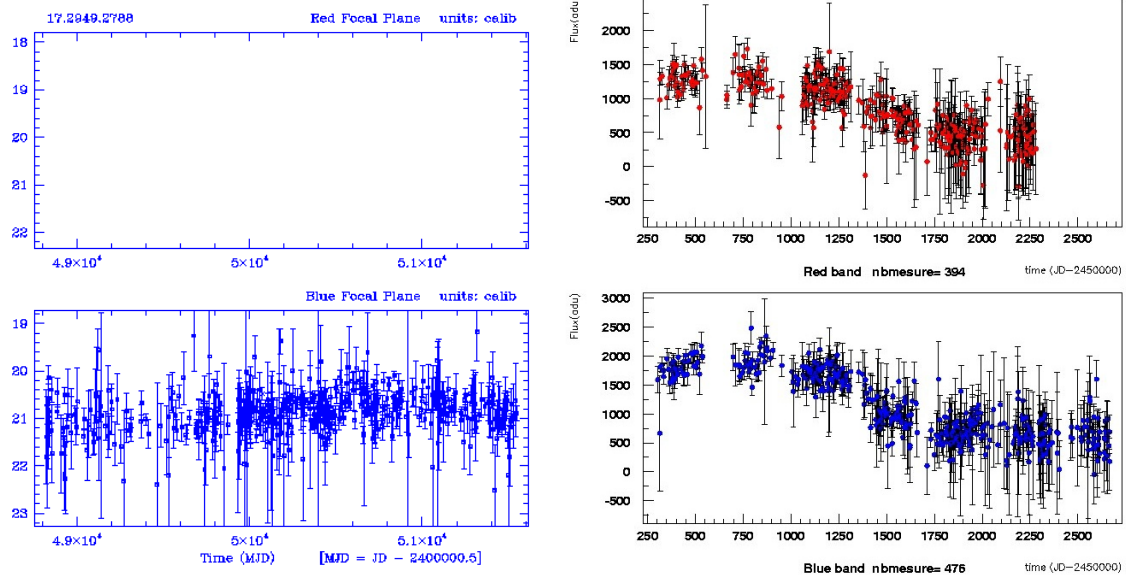 17.2949.2788 Red Focal Plane units: calib
18
19
20
21
22
4.9×10⁴ 5×10⁴ 5.1×10⁴
Blue Focal Plane units: calib
19
20
21
22
23
4.9×10⁴ 5×10⁴ 5.1×10⁴
Time (MJD) [MJD = JD − 2400000.5]
Flux(adu)
2000
1500
1000
500
0
-500
250 500 750 1000 1250 1500 1750 2000 2250 2500
Red band nbmesure= 394 time (JD-2450000)
Flux(adu)
3000
2500
2000
1500
1000
500
0
-500
250 500 750 1000 1250 1500 1750 2000 2250 2500
Blue band nbmesure= 476 time (JD-2450000)